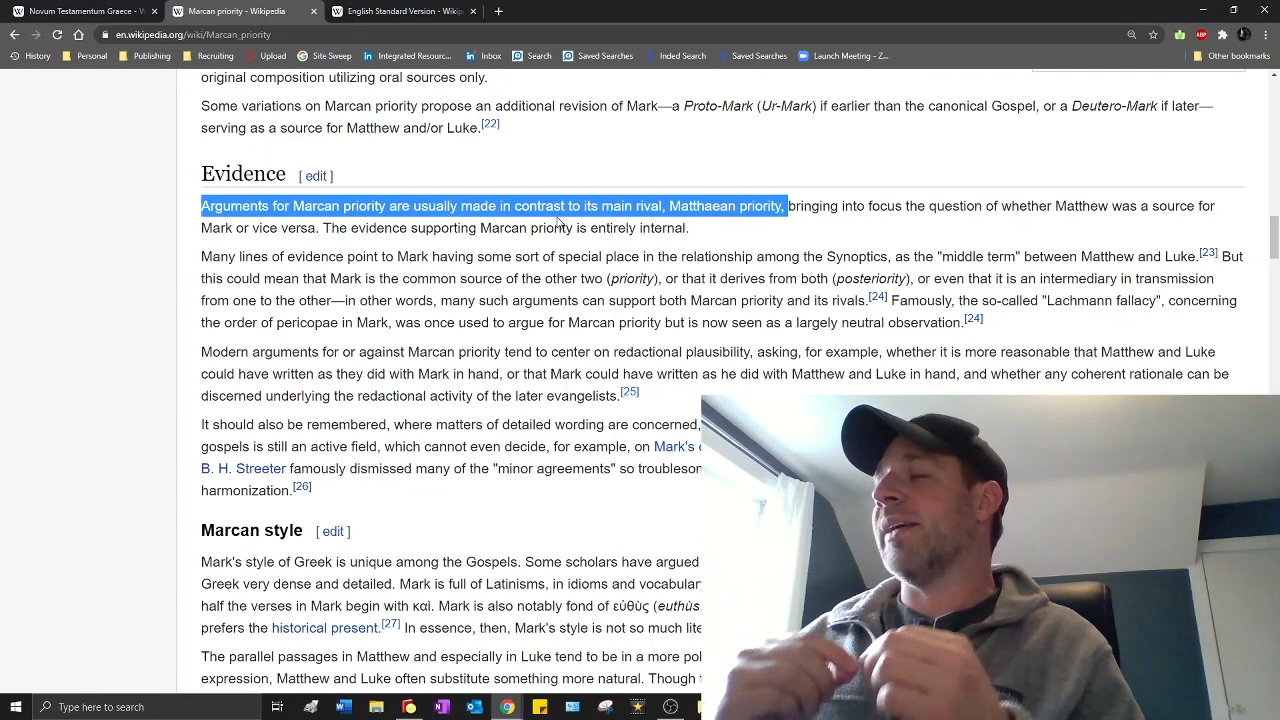 Novum Testamentum Graece - W
Marcan priority - Wikipedia
English Standard Version - Wikip
en.wikipedia.org/wiki/Marcan_priority
History Personal Publishing Recruiting Upload Site Sweep Integrated Resource... Inbox Search Saved Searches Indeed Search Saved Searches Launch Meeting - Z... Other bookmarks
original composition utilizing oral sources only.
Some variations on Marcan priority propose an additional revision of Mark—a Proto-Mark (Ur-Mark) if earlier than the canonical Gospel, or a Deutero-Mark if later—
serving as a source for Matthew and/or Luke.[22]
Evidence [ edit ]
Arguments for Marcan priority are usually made in contrast to its main rival, Matthaean priority, bringing into focus the question of whether Matthew was a source for
Mark or vice versa. The evidence supporting Marcan priority is entirely internal.
Many lines of evidence point to Mark having some sort of special place in the relationship among the Synoptics, as the "middle term" between Matthew and Luke.[23] But
this could mean that Mark is the common source of the other two (priority), or that it derives from both (posteriority), or even that it is an intermediary in transmission
from one to the other—in other words, many such arguments can support both Marcan priority and its rivals.[24] Famously, the so-called "Lachmann fallacy", concerning
the order of pericopae in Mark, was once used to argue for Marcan priority but is now seen as a largely neutral observation.[24]
Modern arguments for or against Marcan priority tend to center on redactional plausibility, asking, for example, whether it is more reasonable that Matthew and Luke
could have written as they did with Mark in hand, or that Mark could have written as he did with Matthew and Luke in hand, and whether any coherent rationale can be
discerned underlying the redactional activity of the later evangelists.[25]
It should also be remembered, where matters of detailed wording are concerned,
gospels is still an active field, which cannot even decide, for example, on Mark's
B. H. Streeter famously dismissed many of the "minor agreements" so troubleson
harmonization.[26]
Marcan style [ edit ]
Mark's style of Greek is unique among the Gospels. Some scholars have argued
Greek very dense and detailed. Mark is full of Latinisms, in idioms and vocabular
half the verses in Mark begin with καὶ. Mark is also notably fond of εὐθὺς (euthùs,
prefers the historical present.[27] In essence, then, Mark's style is not so much lite
The parallel passages in Matthew and especially in Luke tend to be in a more pol
expression, Matthew and Luke often substitute something more natural. Though
Type here to search